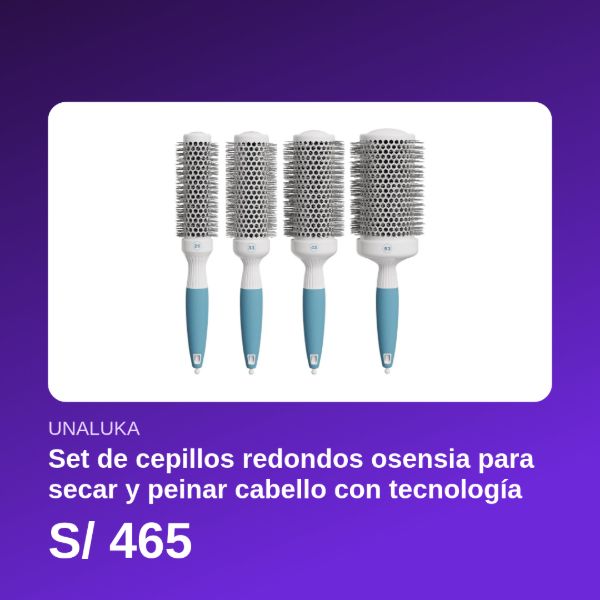 UNALUKA
Set de cepillos redondos osensia para
secar y peinar cabello con tecnología
S/ 465